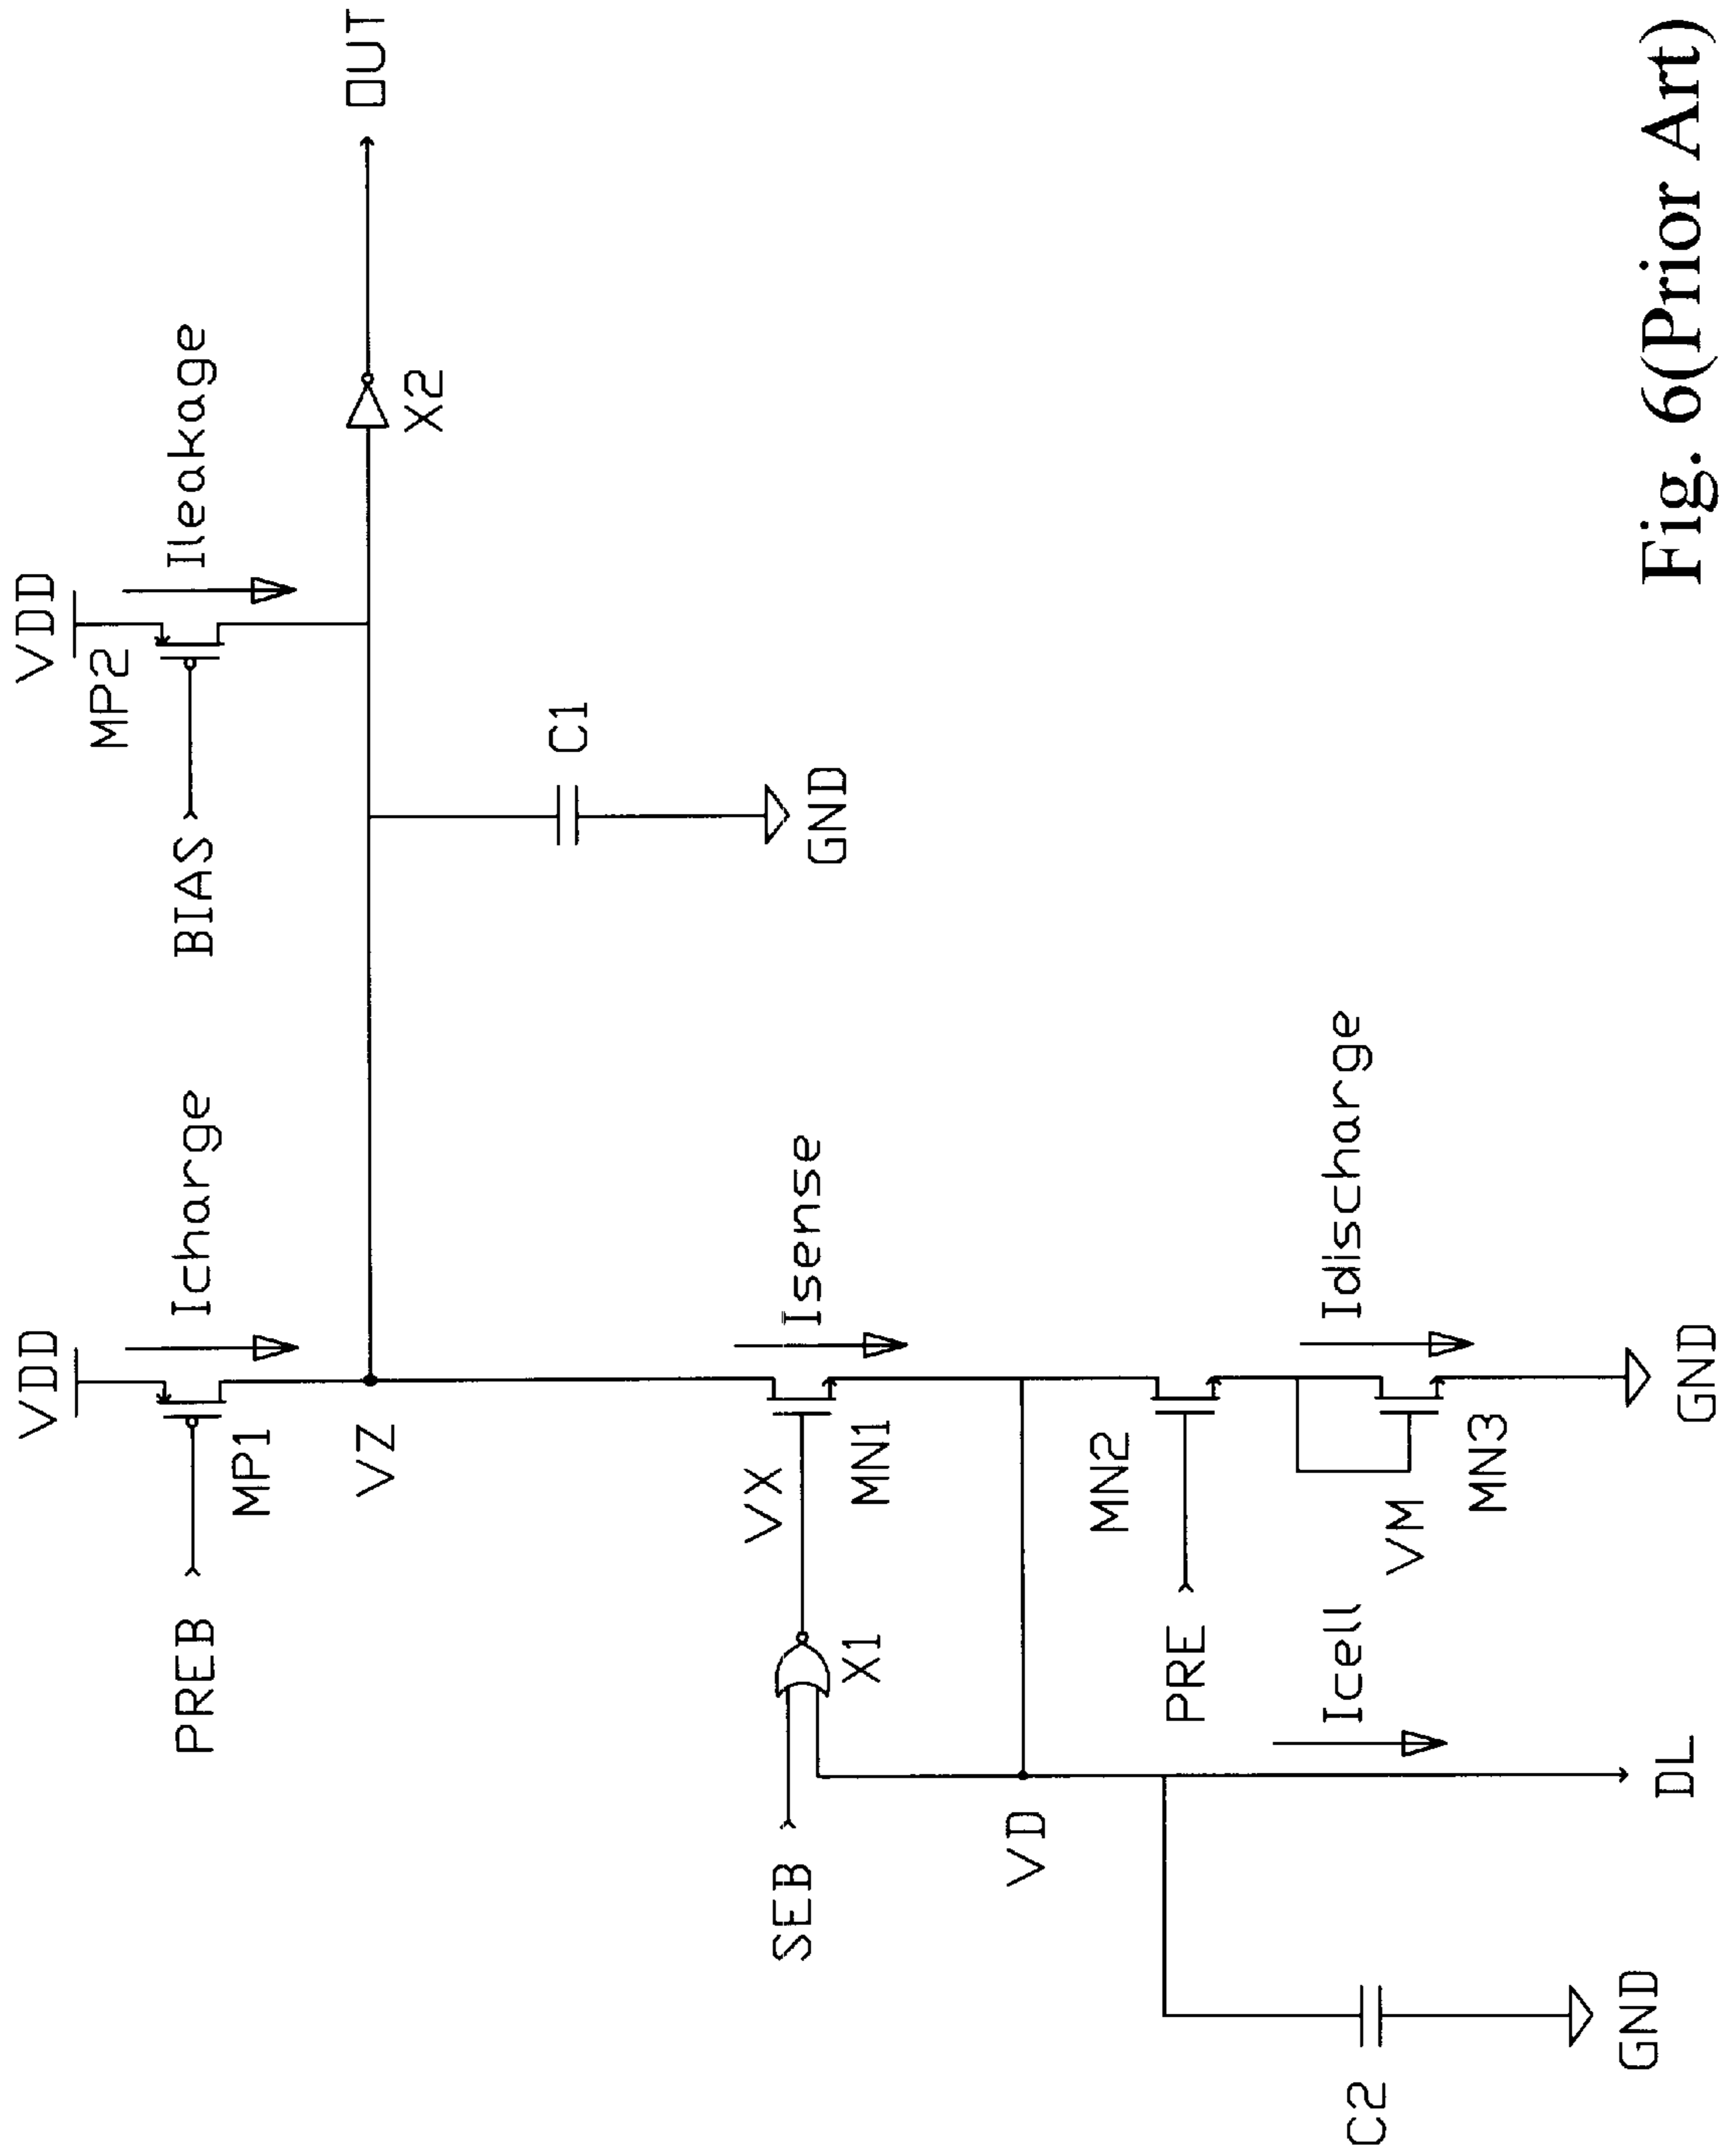 VDD
VDD
PREB
MP1
Icharge
BIAS
MP2
Ileakage
VZ
X2
OUT
C1
GND
SEB
X1
VX
MN1
Isense
VD
PRE
MN2
Idischarge
C2
Icell
VM
MN3
GND
DL
GND
Fig. 6(Prior Art)